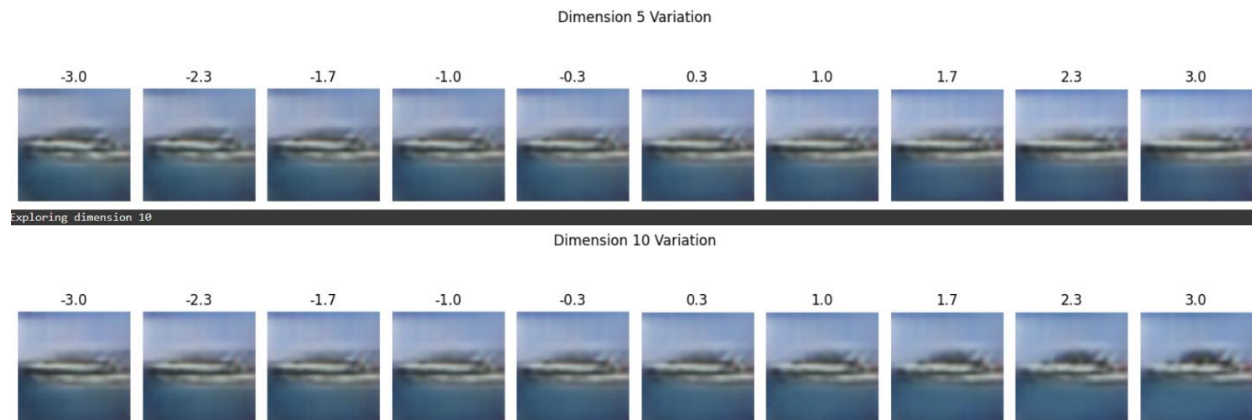 Dimension 5 Variation
-3.0 -2.3 -1.7 -1.0 -0.3 0.3 1.0 1.7 2.3 3.0
Exploring dimension 10
Dimension 10 Variation
-3.0 -2.3 -1.7 -1.0 -0.3 0.3 1.0 1.7 2.3 3.0